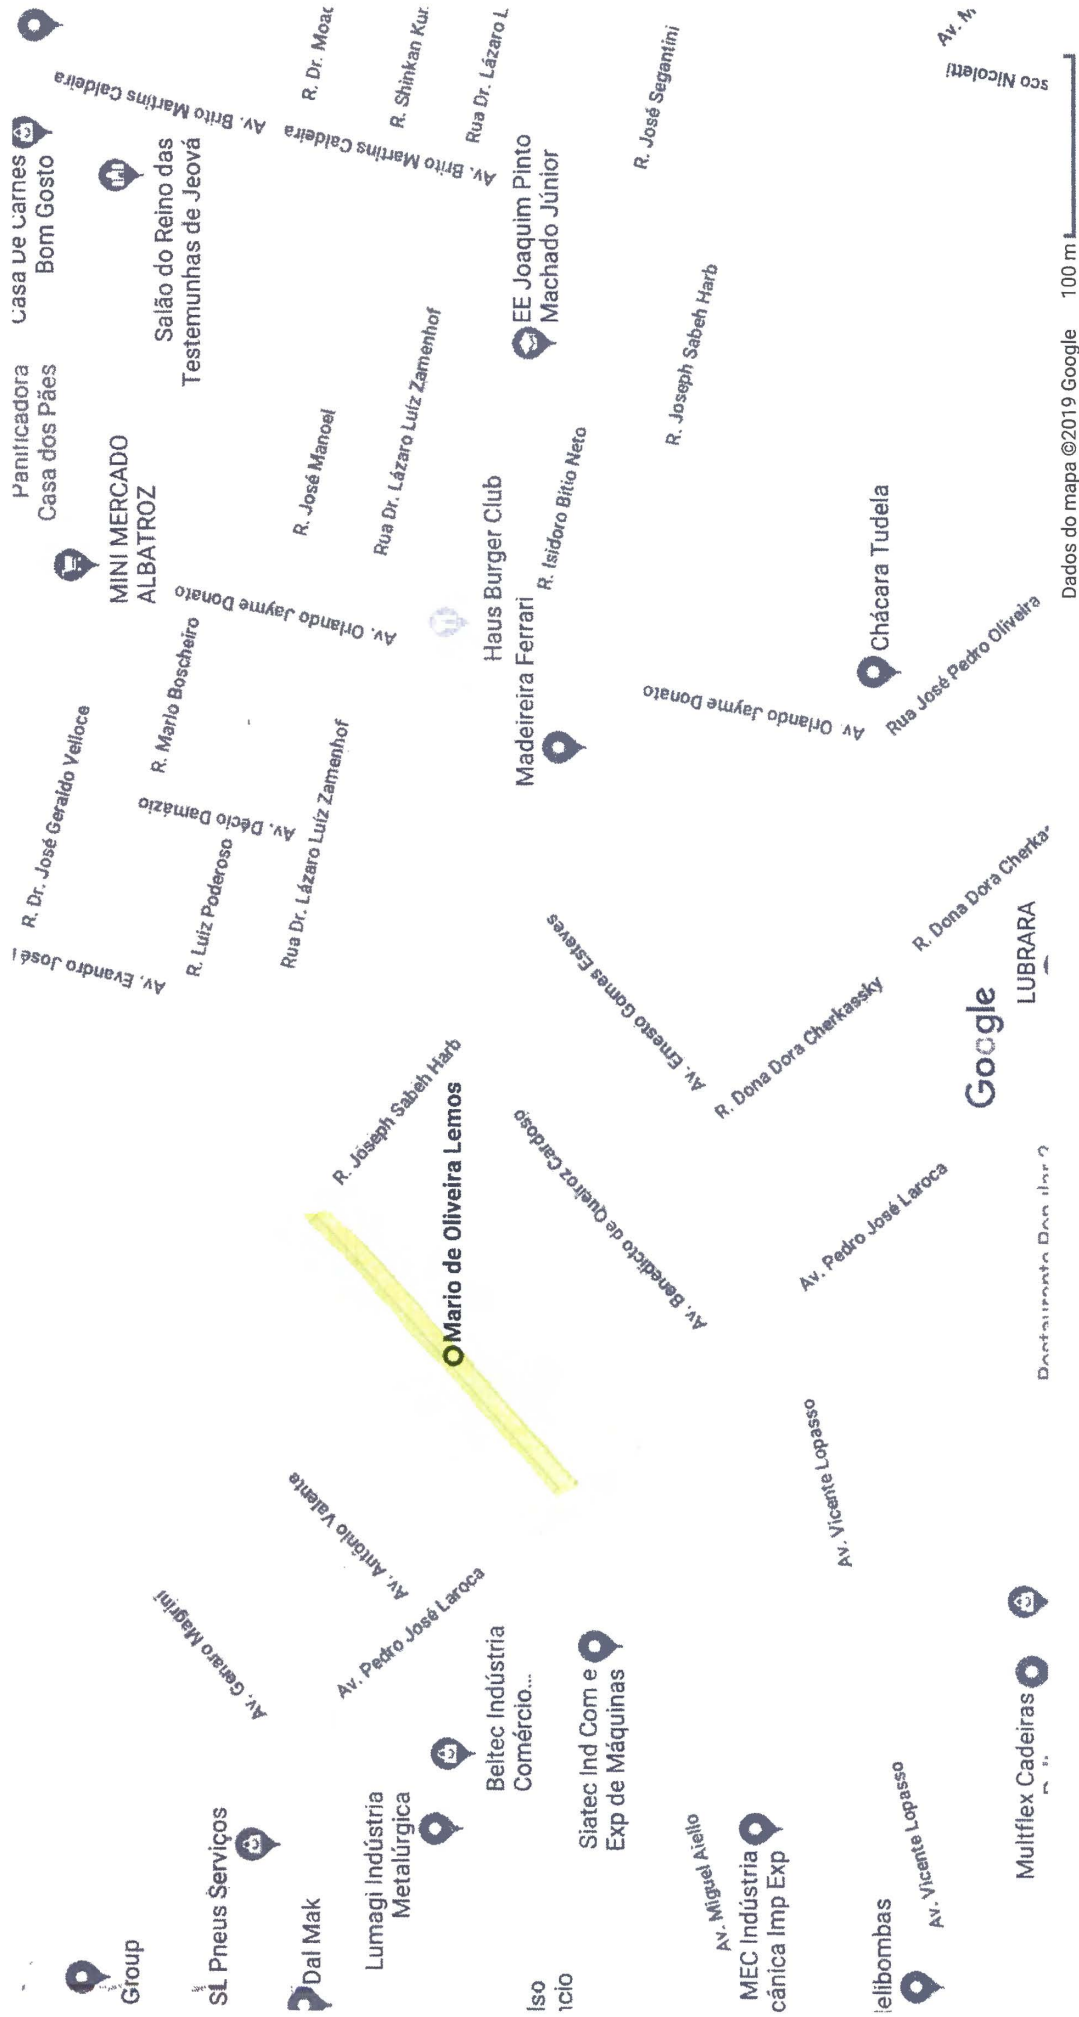 Group
SL Pneus Serviços
Dal Mak
Lumagi Indústria
Metalúrgica
Beltec Indústria
Comércio...
Siatec Ind Com e
Exp de Máquinas
Av. Miguel Aiello
MEC Indústria
cânica Imp Exp
Av. Vicente Lopasso
elibombas
Multflex Cadeiras
Av. Genaro Magrini
Av. Antônio Valente
Av. Pedro José Laroca
Mario de Oliveira Lemos
R. Joseph Sabeh Harb
Av. Benedicto de Queiroz Cardoso
Av. Vicente Lopasso
Av. Pedro José Laroca
Av. Ernesto Gomes Esteves
R. Dona Dora Cherkassky
R. Dona Dora Cherka
Google
LUBRARA
Av. Evandro José
R. Dr. José Geraldo Velloce
R. Luiz Poderoso
Av. Décio Damázio
Rua Dr. Lázaro Luíz Zamenhof
R. Mario Boscheiro
Av. Orlando Jayme Donato
MINI MERCADO
ALBATROZ
Panificadora
Casa dos Pães
Casa De Carnes
Bom Gosto
Salão do Reino das
Testemunhas de Jeová
Av. Brito Martins Caldeira
Av. Brito Martins Caldeira
R. Dr. Moac
R. Shinkan Kur
Rua Dr. Lázaro L
R. José Manoel
Rua Dr. Lázaro Luíz Zamenhof
Haus Burger Club
Madeireira Ferrari
R. Isidoro Bitio Neto
EE Joaquim Pinto
Machado Júnior
R. José Segantini
R. Joseph Sabeh Harb
Av. Orlando Jayme Donato
Chácara Tudela
Rua José Pedro Oliveira
sco Nicoletti
Dados do mapa ©2019 Google 100 m